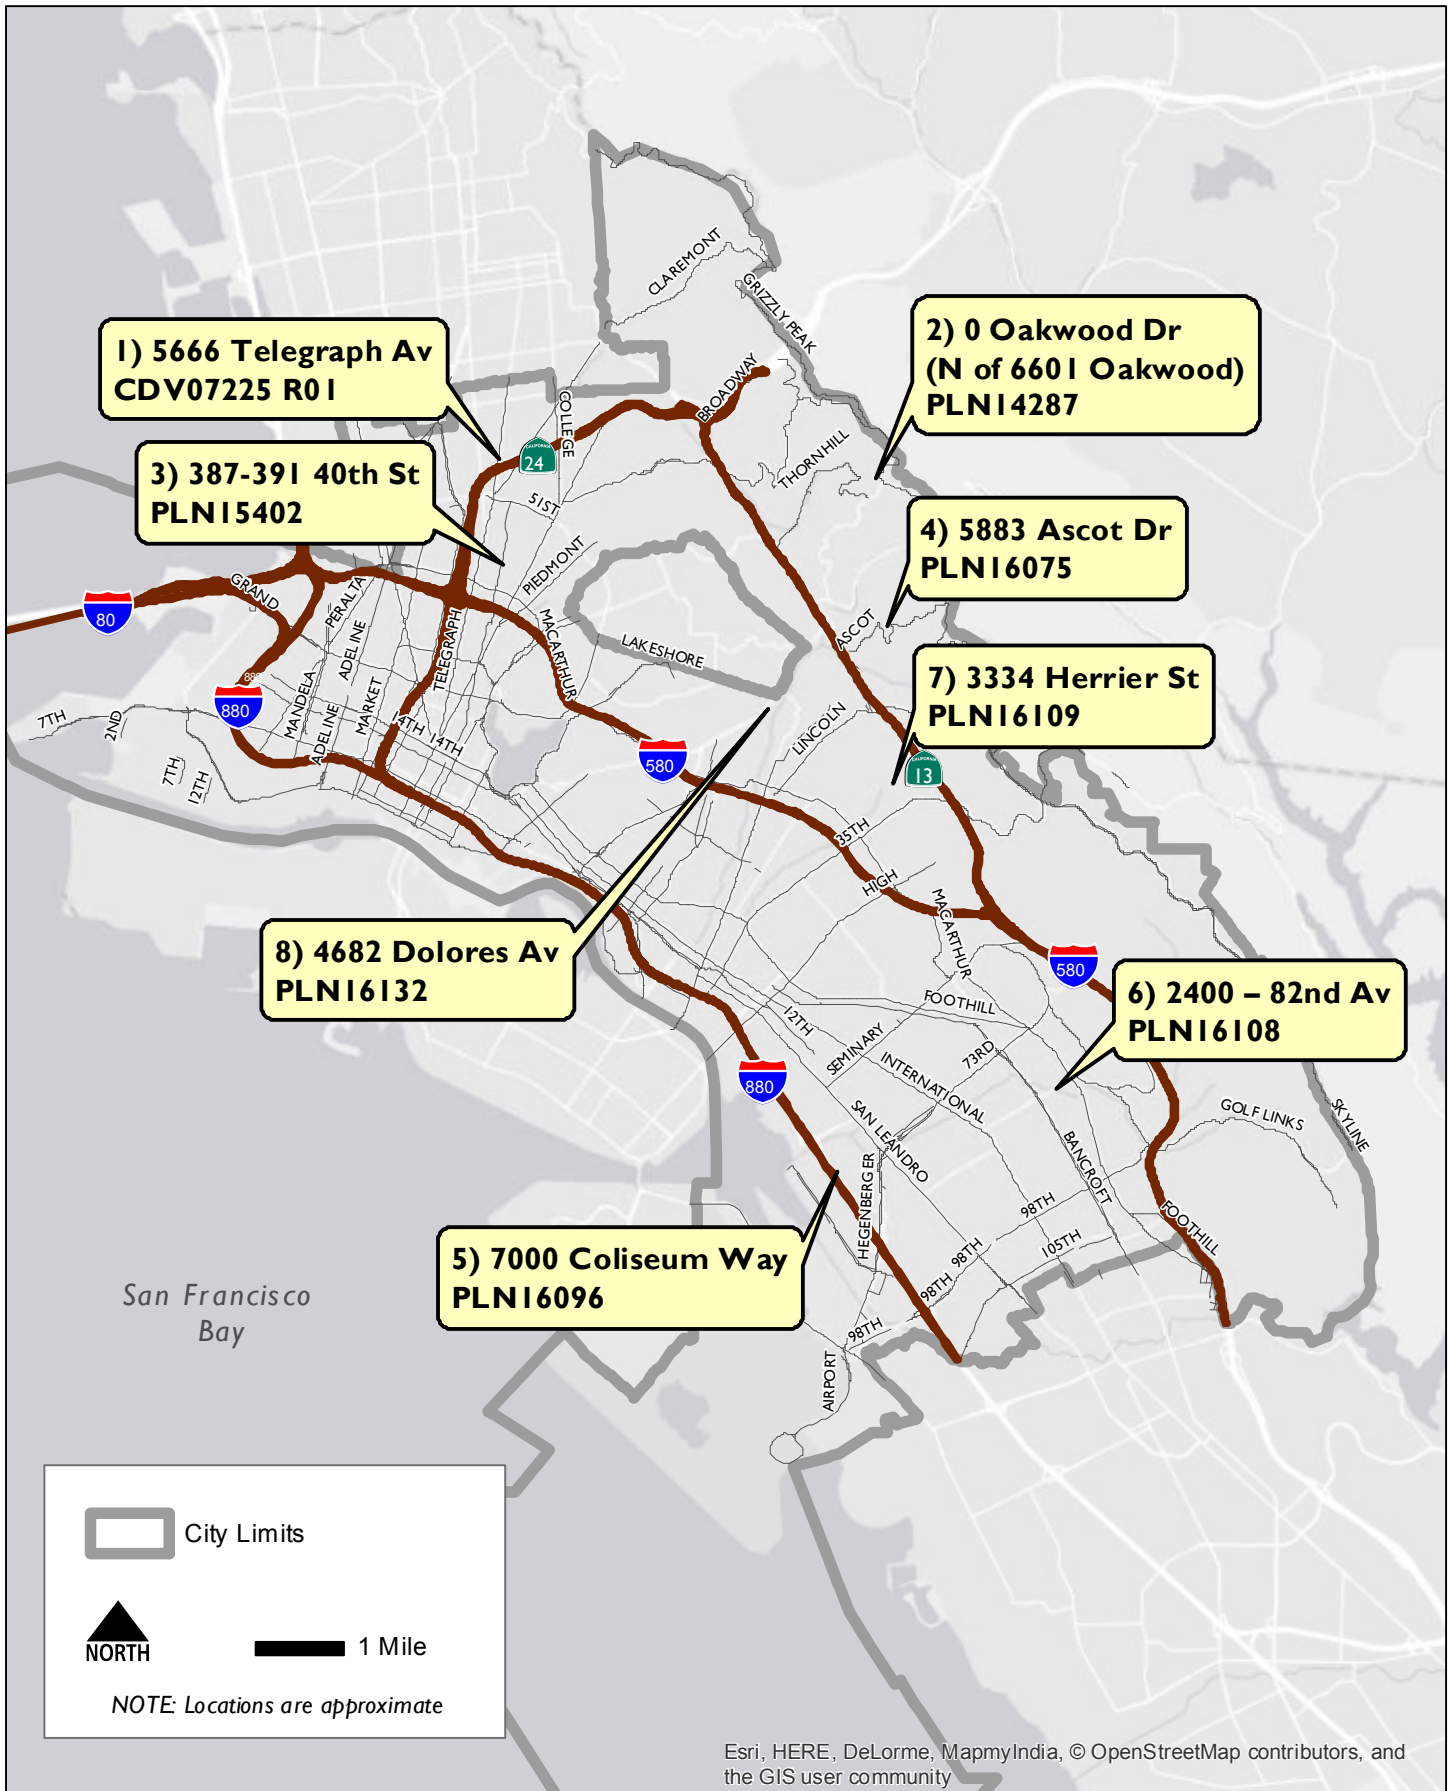 CLAREMONT
GRIZZLY PEAK
1) 5666 Telegraph Av
CDV07225 R01
2) 0 Oakwood Dr
(N of 6601 Oakwood)
PLN14287
BROADWAY
COLLEGE
CALIFORNIA
24
THORNHILL
3) 387-391 40th St
PLN15402
51ST
4) 5883 Ascot Dr
PLN16075
PIEDMONT
GRAND
PERALTA
80
ADELINE
TELEGRAPH
MACARTHUR
LAKESHORE
ASCOT
7) 3334 Herrier St
PLN16109
880
880
MANDELA
MARKET
7TH
2ND
ADELINE
14TH
14TH
LINCOLN
580
CALIFORNIA
13
7TH
12TH
35TH
HIGH
MACARTHUR
8) 4682 Dolores Av
PLN16132
580
6) 2400 – 82nd Av
PLN16108
FOOTHILL
12TH
SEMINARY
73RD
INTERNATIONAL
880
SAN LEANDRO
GOLF LINKS
SKYLINE
BANCROFT
HEGENBERGER
98TH
FOOTHILL
5) 7000 Coliseum Way
PLN16096
105TH
98TH
98TH
98TH
AIRPORT
San Francisco
Bay
City Limits
NORTH
1 Mile
NOTE: Locations are approximate
Esri, HERE, DeLorme, MapmyIndia, © OpenStreetMap contributors, and
the GIS user community